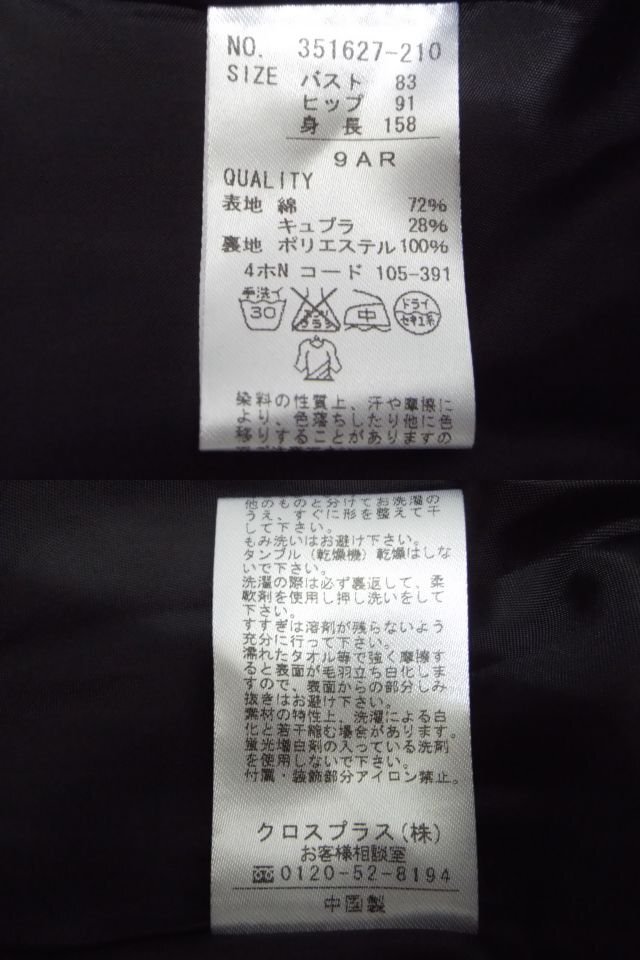 NO. 351627-210
SIZE バスト 83
ヒップ 91
身長 158
9AR
QUALITY
表地 綿 72%
キュプラ 28%
裏地 ポリエステル 100%
4ホN コード 105-391
手洗イ 30
エンソサラシ
中
ドライ セキユ系
染料の性質上、汗や摩擦に
より、色落ちしたり他に色
移りすることがありますの
他のものと分けてお洗濯の
うえ、すぐに形を整えて干
して下さい。
もみ洗いはお避け下さい。
タンブル(乾燥機)乾燥はしな
いで下さい。
洗濯の際は必ず裏返して、柔
軟剤を使用し押し洗いをして
下さい。
すすぎは溶剤が残らないよう
充分に行って下さい。
濡れたタオル等で強く摩擦す
ると表面が毛羽立ち白化しま
すので、表面からの部分しみ
抜きはお避け下さい。
素材の特性上、洗濯による白
化と若干縮む場合があります。
蛍光増白剤の入っている洗剤
を使用しないで下さい。
付属・装飾部分アイロン禁止。
クロスプラス(株)
お客様相談室
0120-52-8194
中国製